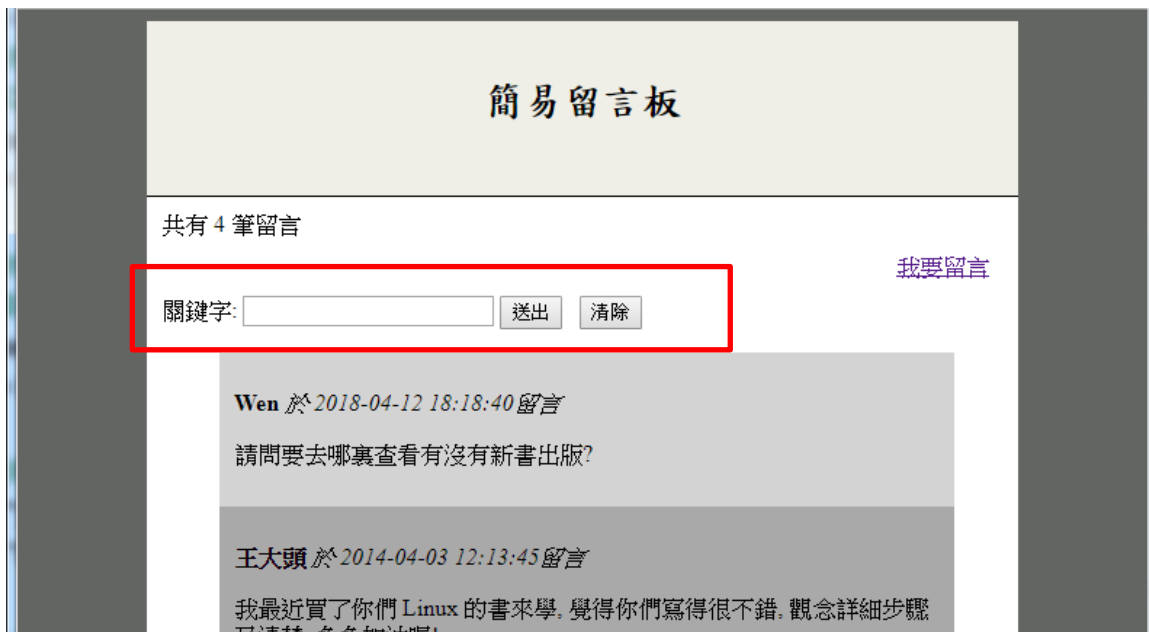 簡易留言板
共有 4 筆留言
我要留言
關鍵字: 送出 清除
Wen 於 2018-04-12 18:18:40留言
請問要去哪裏查看有沒有新書出版?
王大頭 於 2014-04-03 12:13:45留言
我最近買了你們 Linux 的書來學, 覺得你們寫得很不錯, 觀念詳細步驟